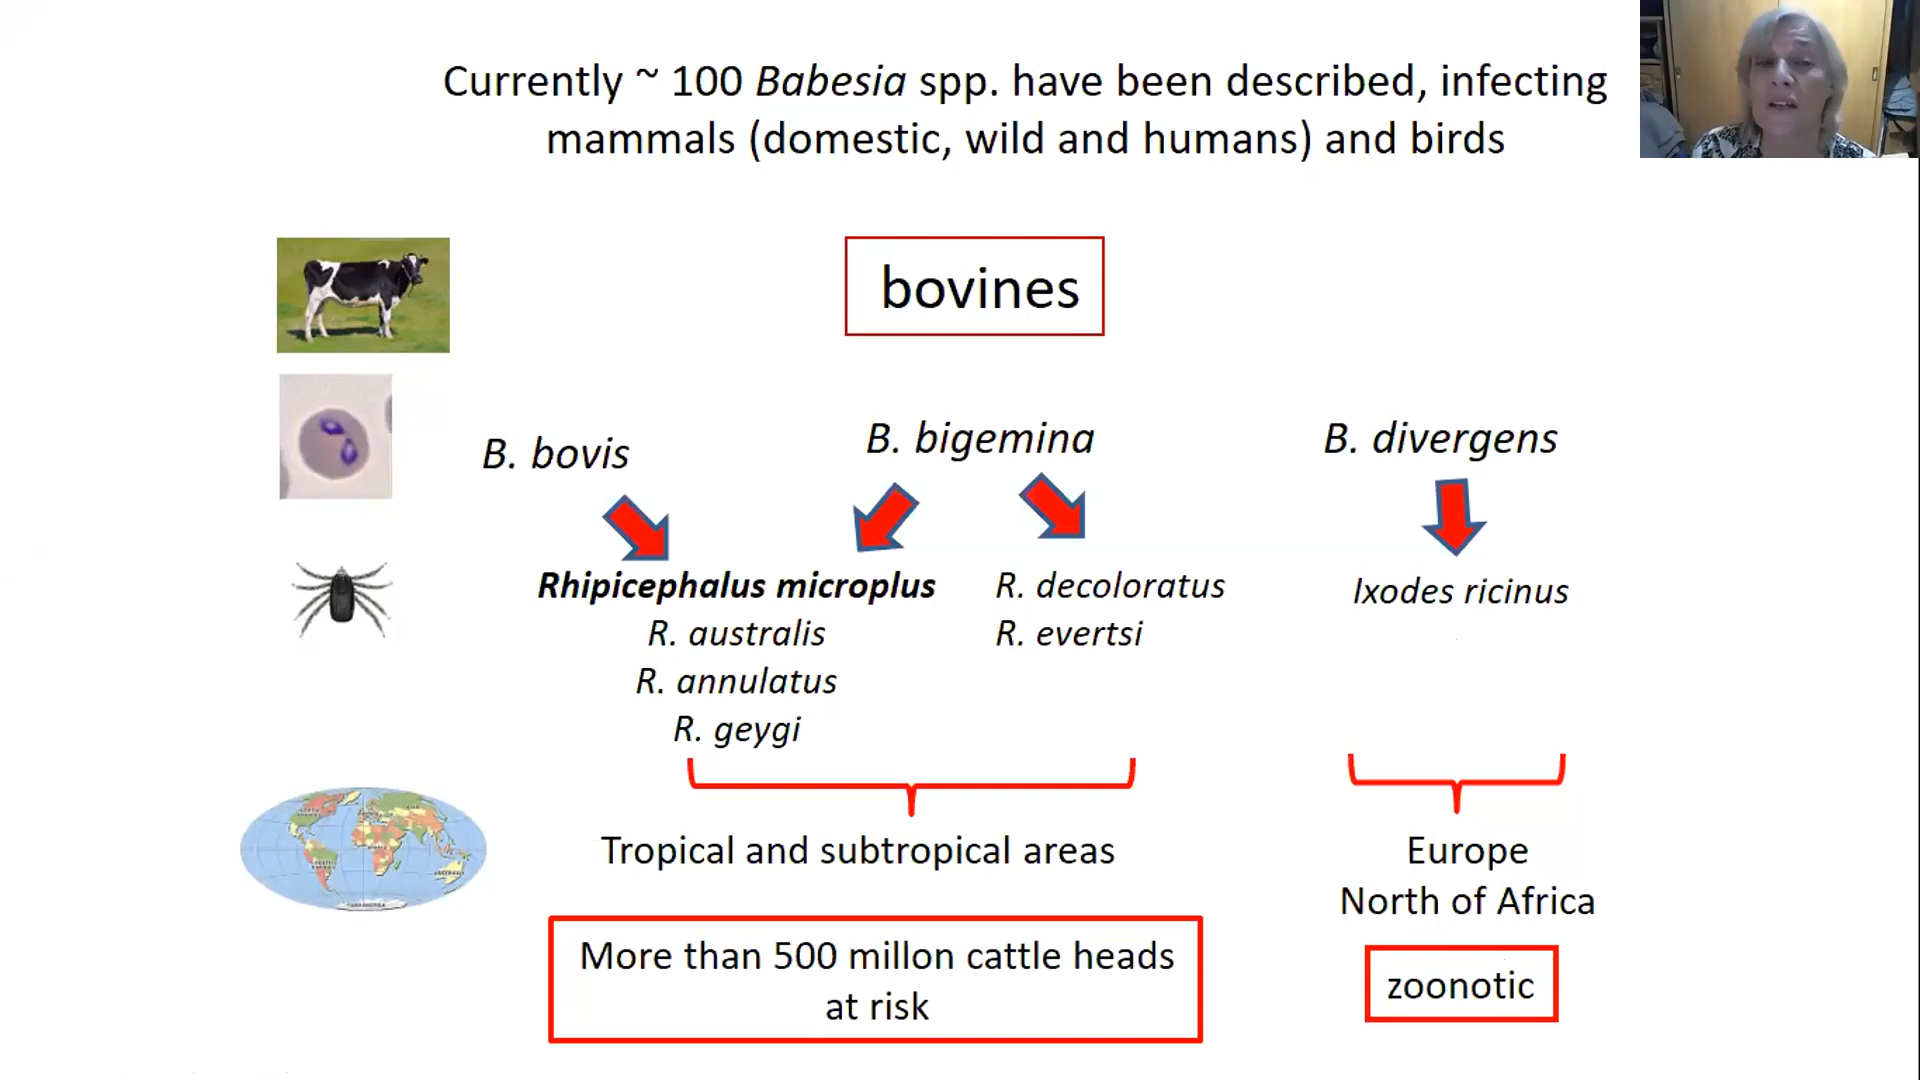 Currently ~ 100 Babesia spp. have been described, infecting
mammals (domestic, wild and humans) and birds
bovines
B. bovis
B. bigemina
B. divergens
Rhipicephalus microplus
R. australis
R. annulatus
R. geygi
R. decoloratus
R. evertsi
Ixodes ricinus
Tropical and subtropical areas
Europe
North of Africa
More than 500 millon cattle heads
at risk
zoonotic